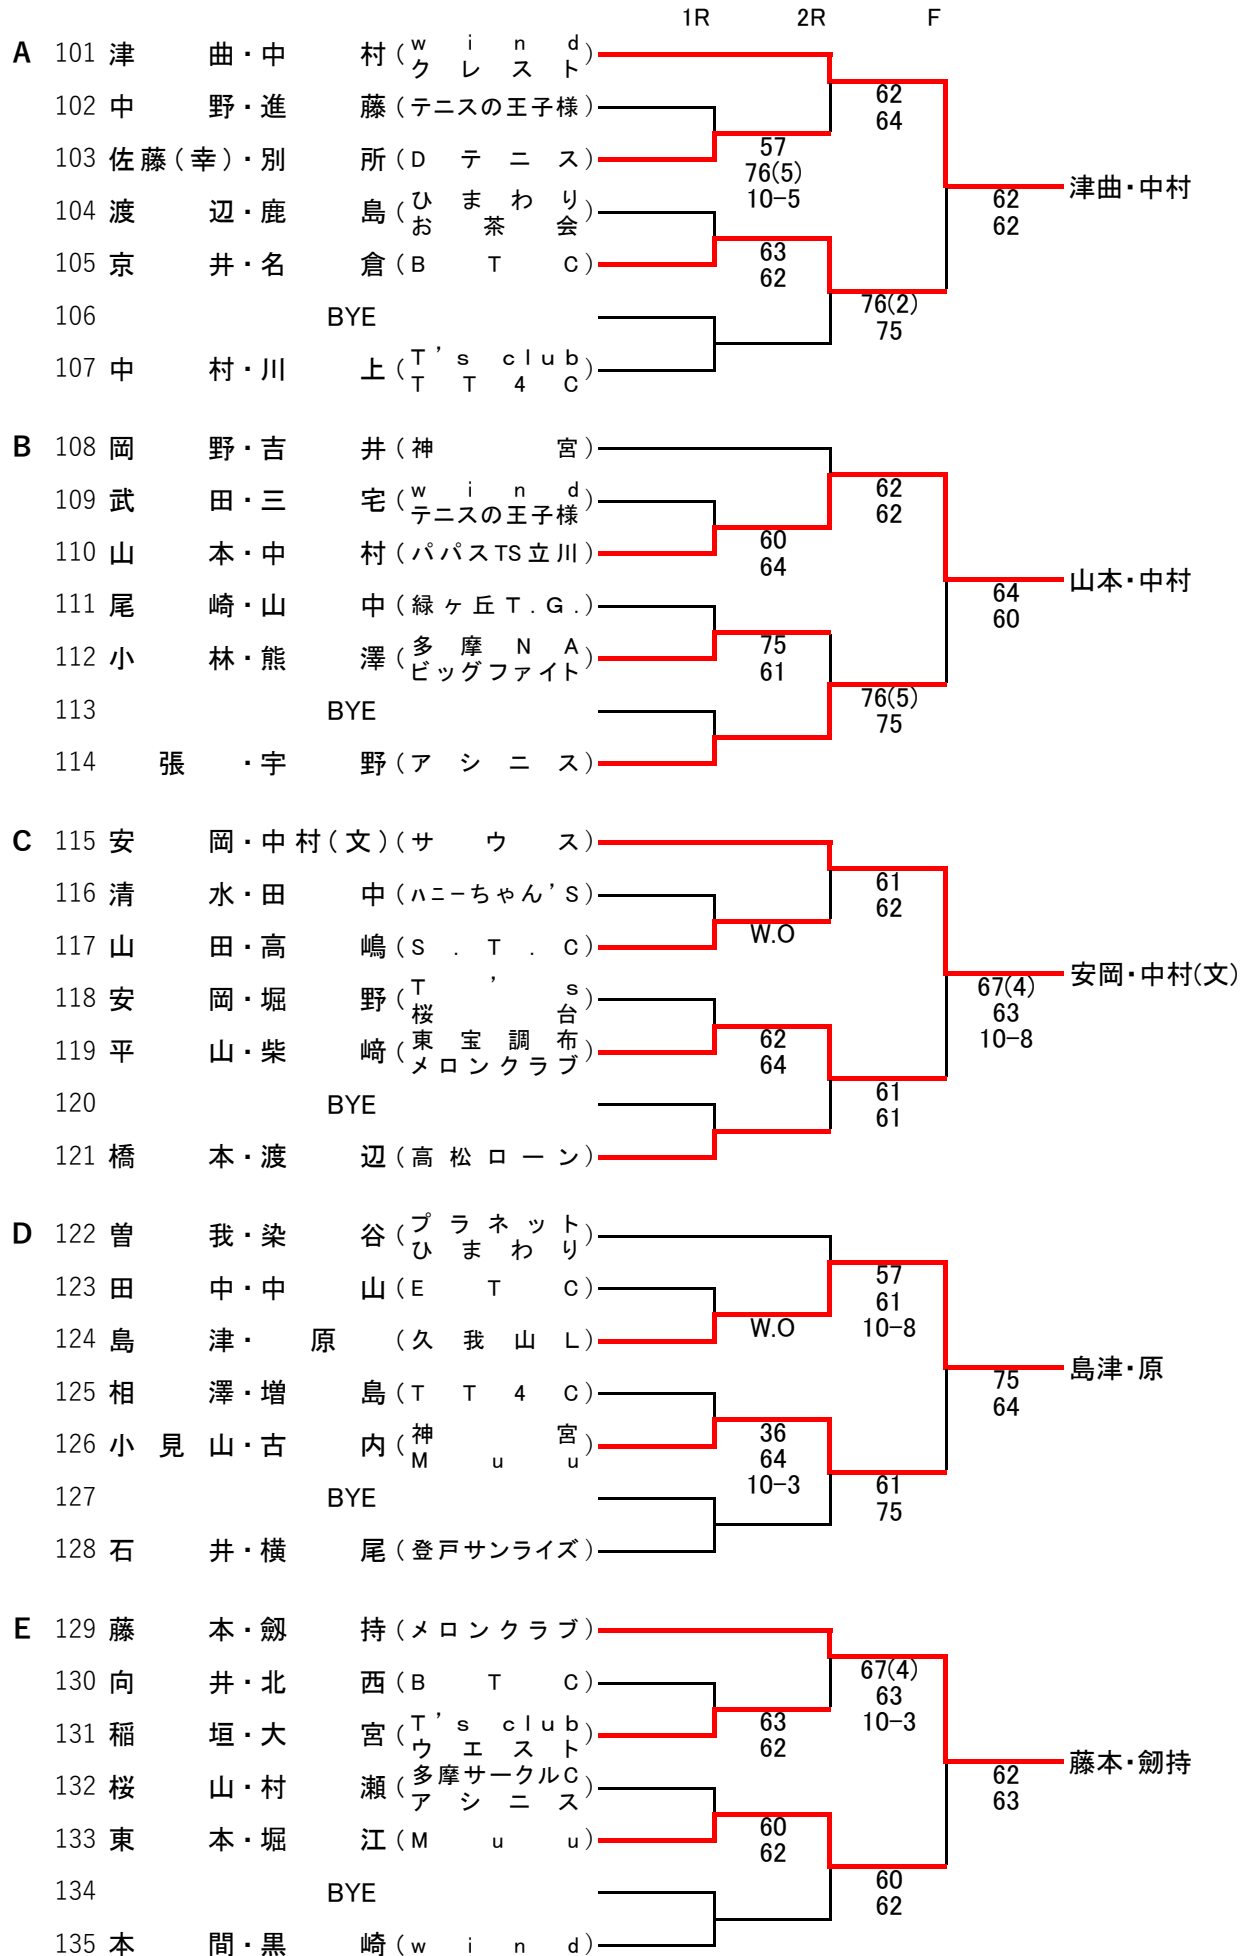 1R 2R F
A 101 津曲・中村 (wind クレスト)
102 中野・進藤 (テニスの王子様)
62
64
103 佐藤(幸)・別所 (Dテニス)
57
76(5)
10-5
津曲・中村
62
62
104 渡辺・鹿島 (ひまわり お茶会)
105 京井・名倉 (BTC)
63
62
106 BYE
76(2)
75
107 中村・川上 (T's club TT4C)
B 108 岡野・吉井 (神宮)
109 武田・三宅 (wind テニスの王子様)
62
62
110 山本・中村 (パパスTS立川)
60
64
山本・中村
64
60
111 尾崎・山中 (緑ヶ丘T.G.)
112 小林・熊澤 (多摩NA ビッグファイト)
75
61
113 BYE
76(5)
75
114 張・宇野 (アシニス)
C 115 安岡・中村(文) (サウス)
116 清水・田中 (ハニーちゃん'S)
61
62
117 山田・高嶋 (S.T.C)
W.O
安岡・中村(文)
67(4)
63
10-8
118 安岡・堀野 (T's 桜台)
119 平山・柴﨑 (東宝調布 メロンクラブ)
62
64
120 BYE
61
61
121 橋本・渡辺 (高松ローン)
D 122 曽我・染谷 (プラネット ひまわり)
123 田中・中山 (ETC)
57
61
10-8
124 島津・原 (久我山L)
W.O
島津・原
75
64
125 相澤・増島 (TT4C)
126 小見山・古内 (神宮 Muu)
36
64
10-3
127 BYE
61
75
128 石井・横尾 (登戸サンライズ)
E 129 藤本・劔持 (メロンクラブ)
130 向井・北西 (BTC)
67(4)
63
10-3
131 稲垣・大宮 (T's club ウエスト)
63
62
藤本・劔持
62
63
132 桜山・村瀬 (多摩サークルC アシニス)
133 東本・堀江 (Muu)
60
62
134 BYE
60
62
135 本間・黒崎 (wind)